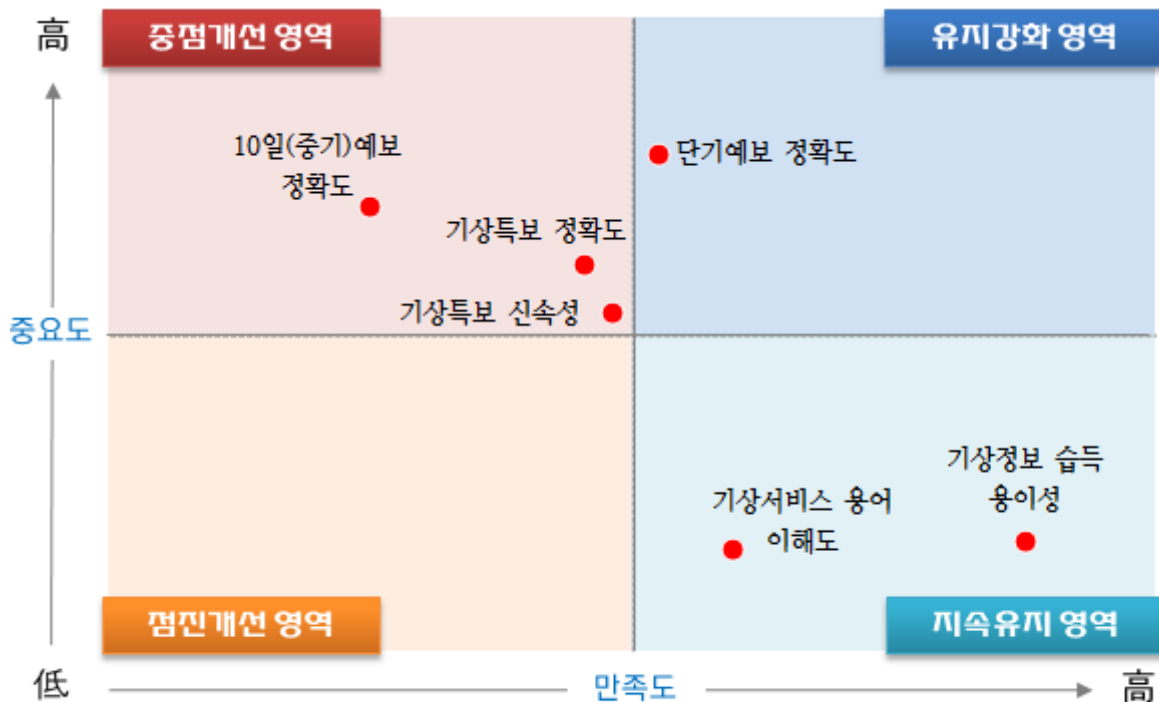 高
중점개선 영역
유지강화 영역
10일(중기)예보
정확도
단기예보 정확도
기상특보 정확도
기상특보 신속성
중요도
기상정보 습득
용이성
기상서비스 용어
이해도
점진개선 영역
지속유지 영역
低
만족도
高